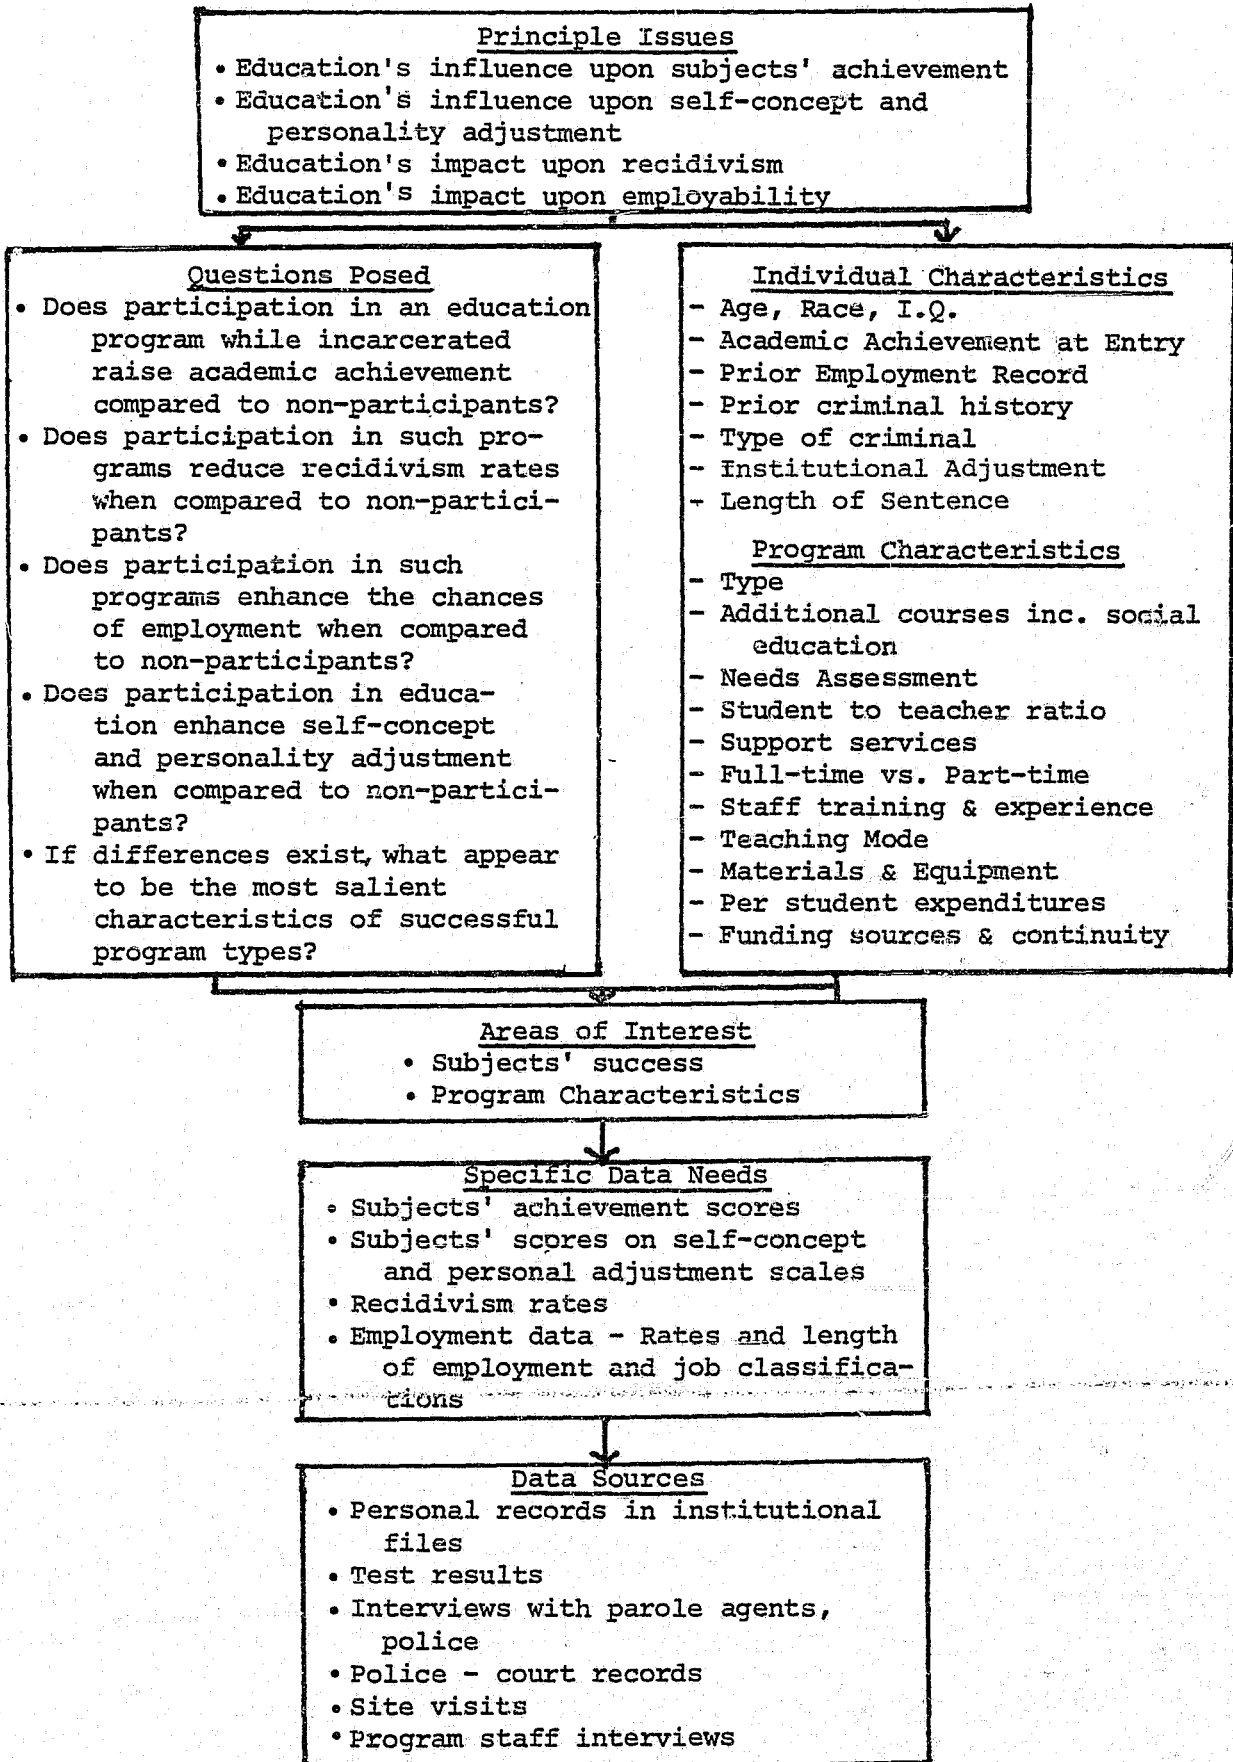 Principle Issues
• Education's influence upon subjects' achievement
• Education's influence upon self-concept and
personality adjustment
• Education's impact upon recidivism
• Education's impact upon employability
Questions Posed
• Does participation in an education
program while incarcerated
raise academic achievement
compared to non-participants?
• Does participation in such pro-
grams reduce recidivism rates
when compared to non-partici-
pants?
• Does participation in such
programs enhance the chances
of employment when compared
to non-participants?
• Does participation in educa-
tion enhance self-concept
and personality adjustment
when compared to non-partici-
pants?
• If differences exist, what appear
to be the most salient
characteristics of successful
program types?
Individual Characteristics
- Age, Race, I.Q.
- Academic Achievement at Entry
- Prior Employment Record
- Prior criminal history
- Type of criminal
- Institutional Adjustment
- Length of Sentence
Program Characteristics
- Type
- Additional courses inc. social
education
- Needs Assessment
- Student to teacher ratio
- Support services
- Full-time vs. Part-time
- Staff training & experience
- Teaching Mode
- Materials & Equipment
- Per student expenditures
- Funding sources & continuity
Areas of Interest
• Subjects' success
• Program Characteristics
Specific Data Needs
• Subjects' achievement scores
• Subjects' scores on self-concept
and personal adjustment scales
• Recidivism rates
• Employment data - Rates and length
of employment and job classifica-
tions
Data Sources
• Personal records in institutional
files
• Test results
• Interviews with parole agents,
police
• Police - court records
• Site visits
• Program staff interviews